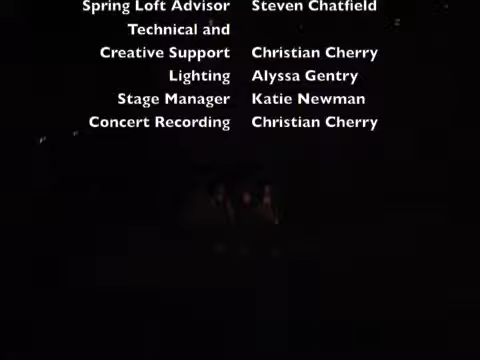 Spring Loft Advisor Steven Chatfield
Technical and
Creative Support Christian Cherry
Lighting Alyssa Gentry
Stage Manager Katie Newman
Concert Recording Christian Cherry